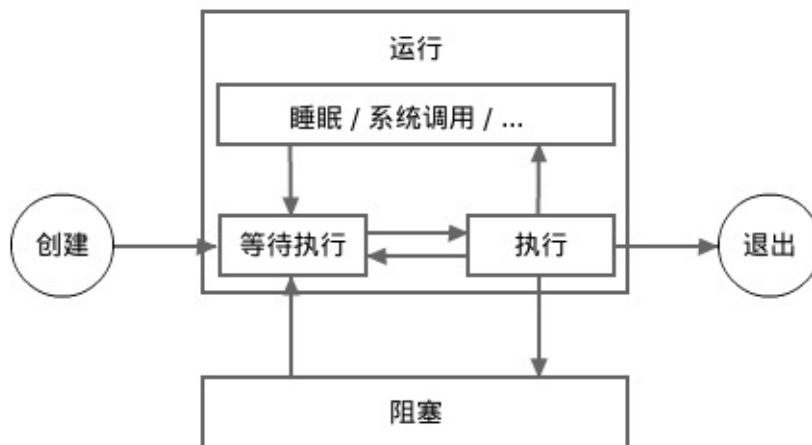 运行
睡眠 / 系统调用 / ...
创建
等待执行
执行
退出
阻塞